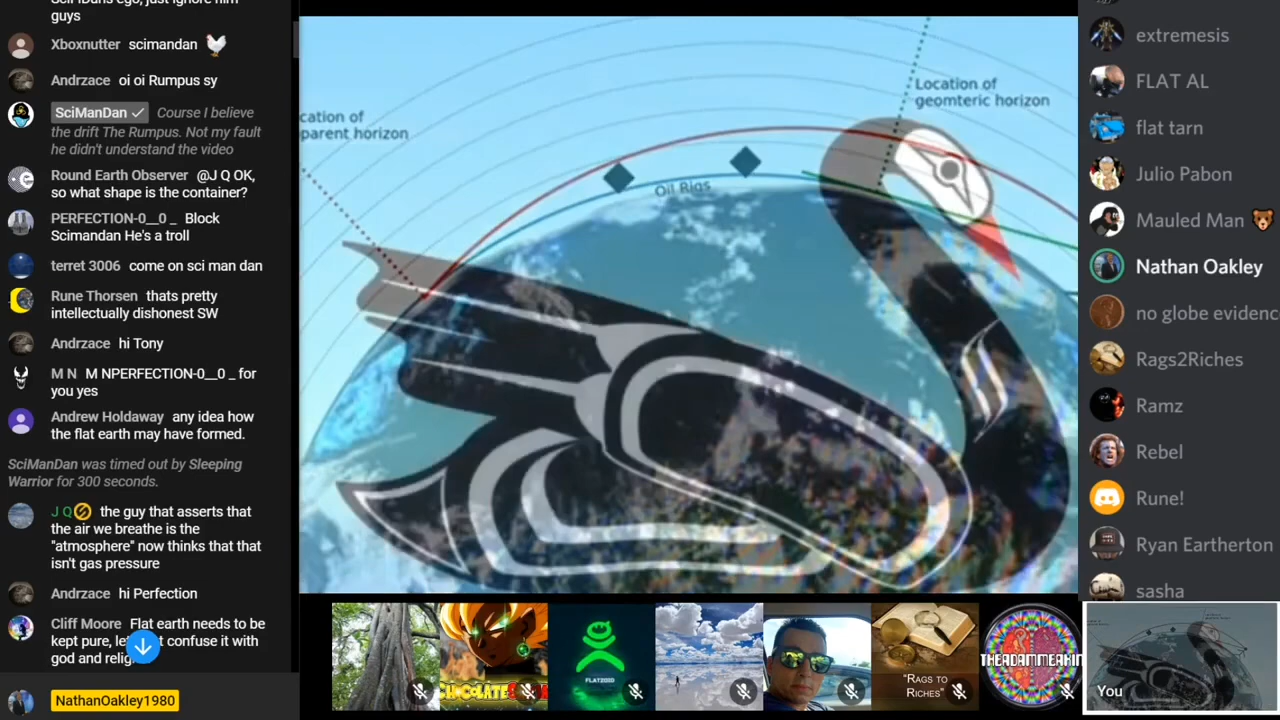 guys
Xboxnutter scimandan
Andrzace oi oi Rumpus sy
SciManDan Course I believe
the drift The Rumpus. Not my fault
he didn't understand the video
Round Earth Observer @J Q OK,
so what shape is the container?
PERFECTION-0__0 _ Block
Scimandan He's a troll
terret 3006 come on sci man dan
Rune Thorsen thats pretty
intellectually dishonest SW
Andrzace hi Tony
M N M NPERFECTION-0__0 _ for
you yes
Andrew Holdaway any idea how
the flat earth may have formed.
SciManDan was timed out by Sleeping
Warrior for 300 seconds.
J Q the guy that asserts that
the air we breathe is the
"atmosphere" now thinks that that
isn't gas pressure
Andrzace hi Perfection
Cliff Moore Flat earth needs to be
kept pure, confuse it with
god and relig
NathanOakley1980
cation of
parent horizon
Oil Rigs
Location of
geomteric horizon
extremesis
FLAT AL
flat tarn
Julio Pabon
Mauled Man
Nathan Oakley
no globe evidenc
Rags2Riches
Ramz
Rebel
Rune!
Ryan Eartherton
sasha
FLATZOID
"RAGS TO
RICHES"
You